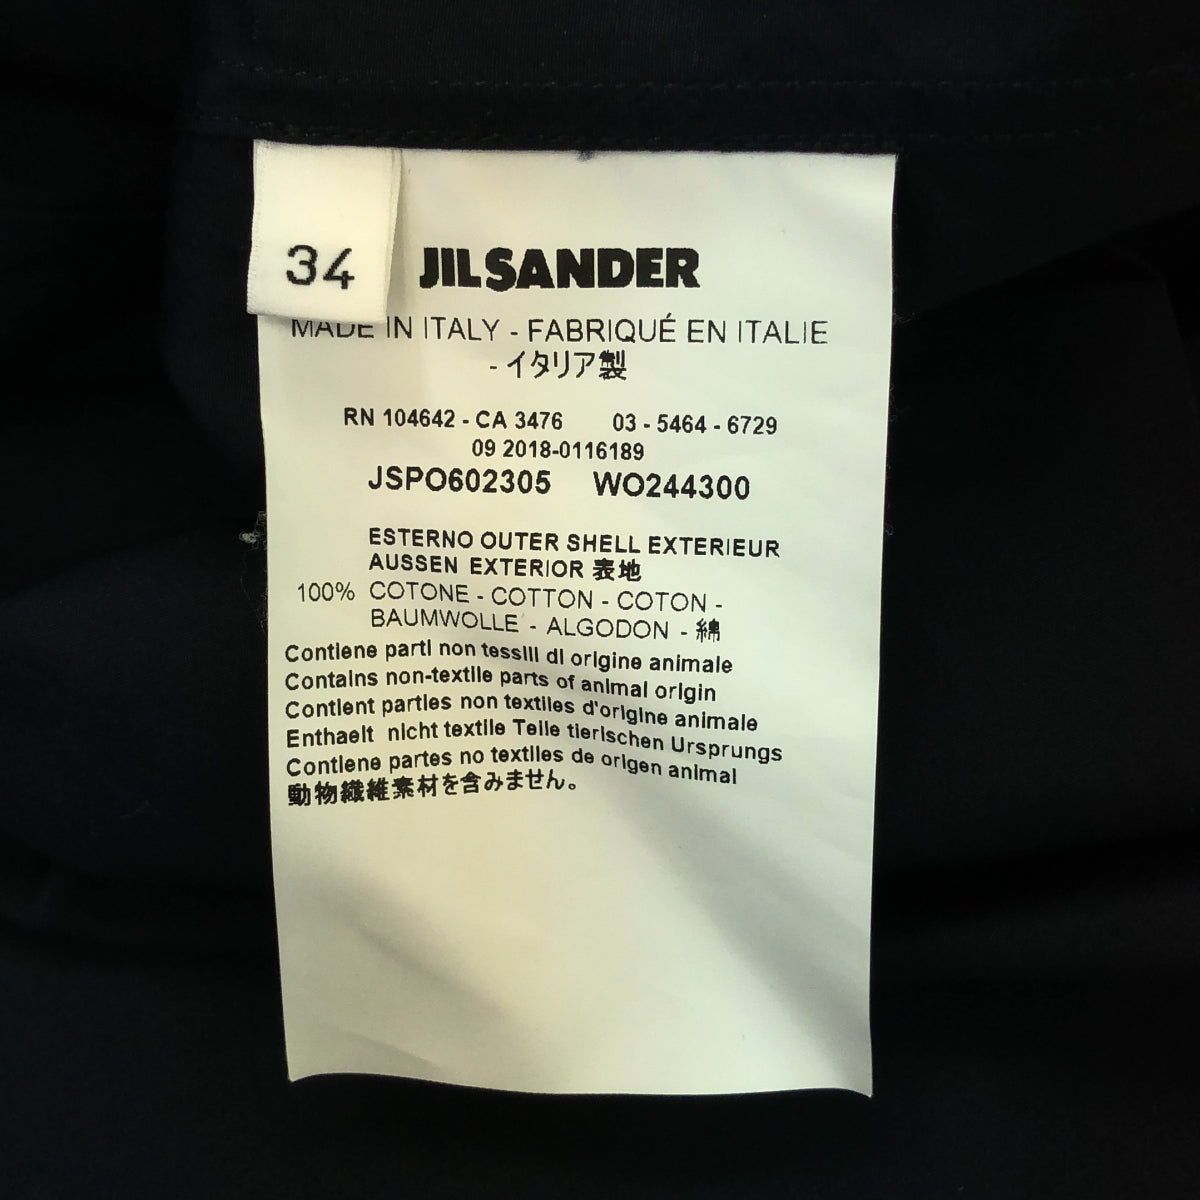 34
JIL SANDER
MADE IN ITALY - FABRIQUÉ EN ITALIE
- イタリア製
RN 104642 - CA 3476 03 - 5464 - 6729
09 2018-0116189
JSPO602305 WO244300
ESTERNO OUTER SHELL EXTERIEUR
AUSSEN EXTERIOR 表地
100% COTONE - COTTON - COTON -
BAUMWOLLE - ALGODON - 綿
Contiene parti non tessili di origine animale
Contains non-textile parts of animal origin
Contient parties non textiles d'origine animale
Enthaelt nicht textile Teile tierischen Ursprungs
Contiene partes no textiles de origen animal
動物繊維素材を含みません。